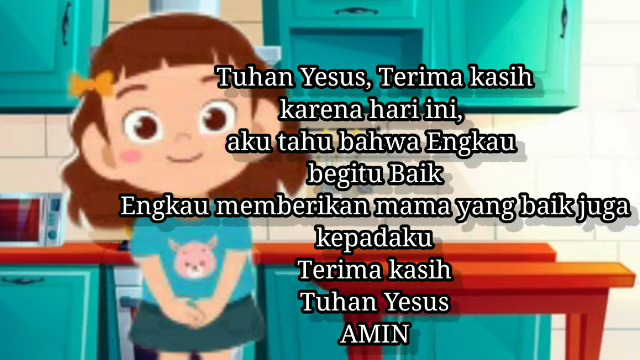 Tuhan Yesus, Terima kasih
karena hari ini,
aku tahu bahwa Engkau
begitu Baik
Engkau memberikan mama yang baik juga
kepadaku
Terima kasih
Tuhan Yesus
AMIN